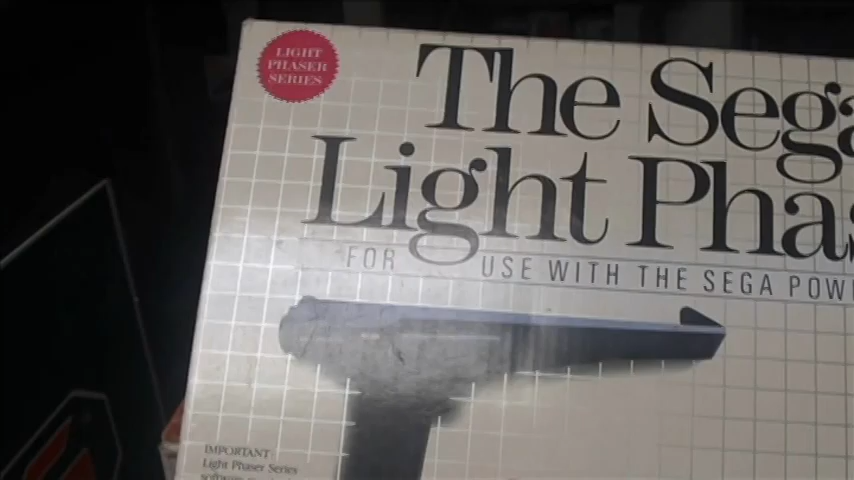 LIGHT
PHASER
SERIES
The Sega
Light Phas
FOR USE WITH THE SEGA POW
IMPORTANT
Light Phaser Series